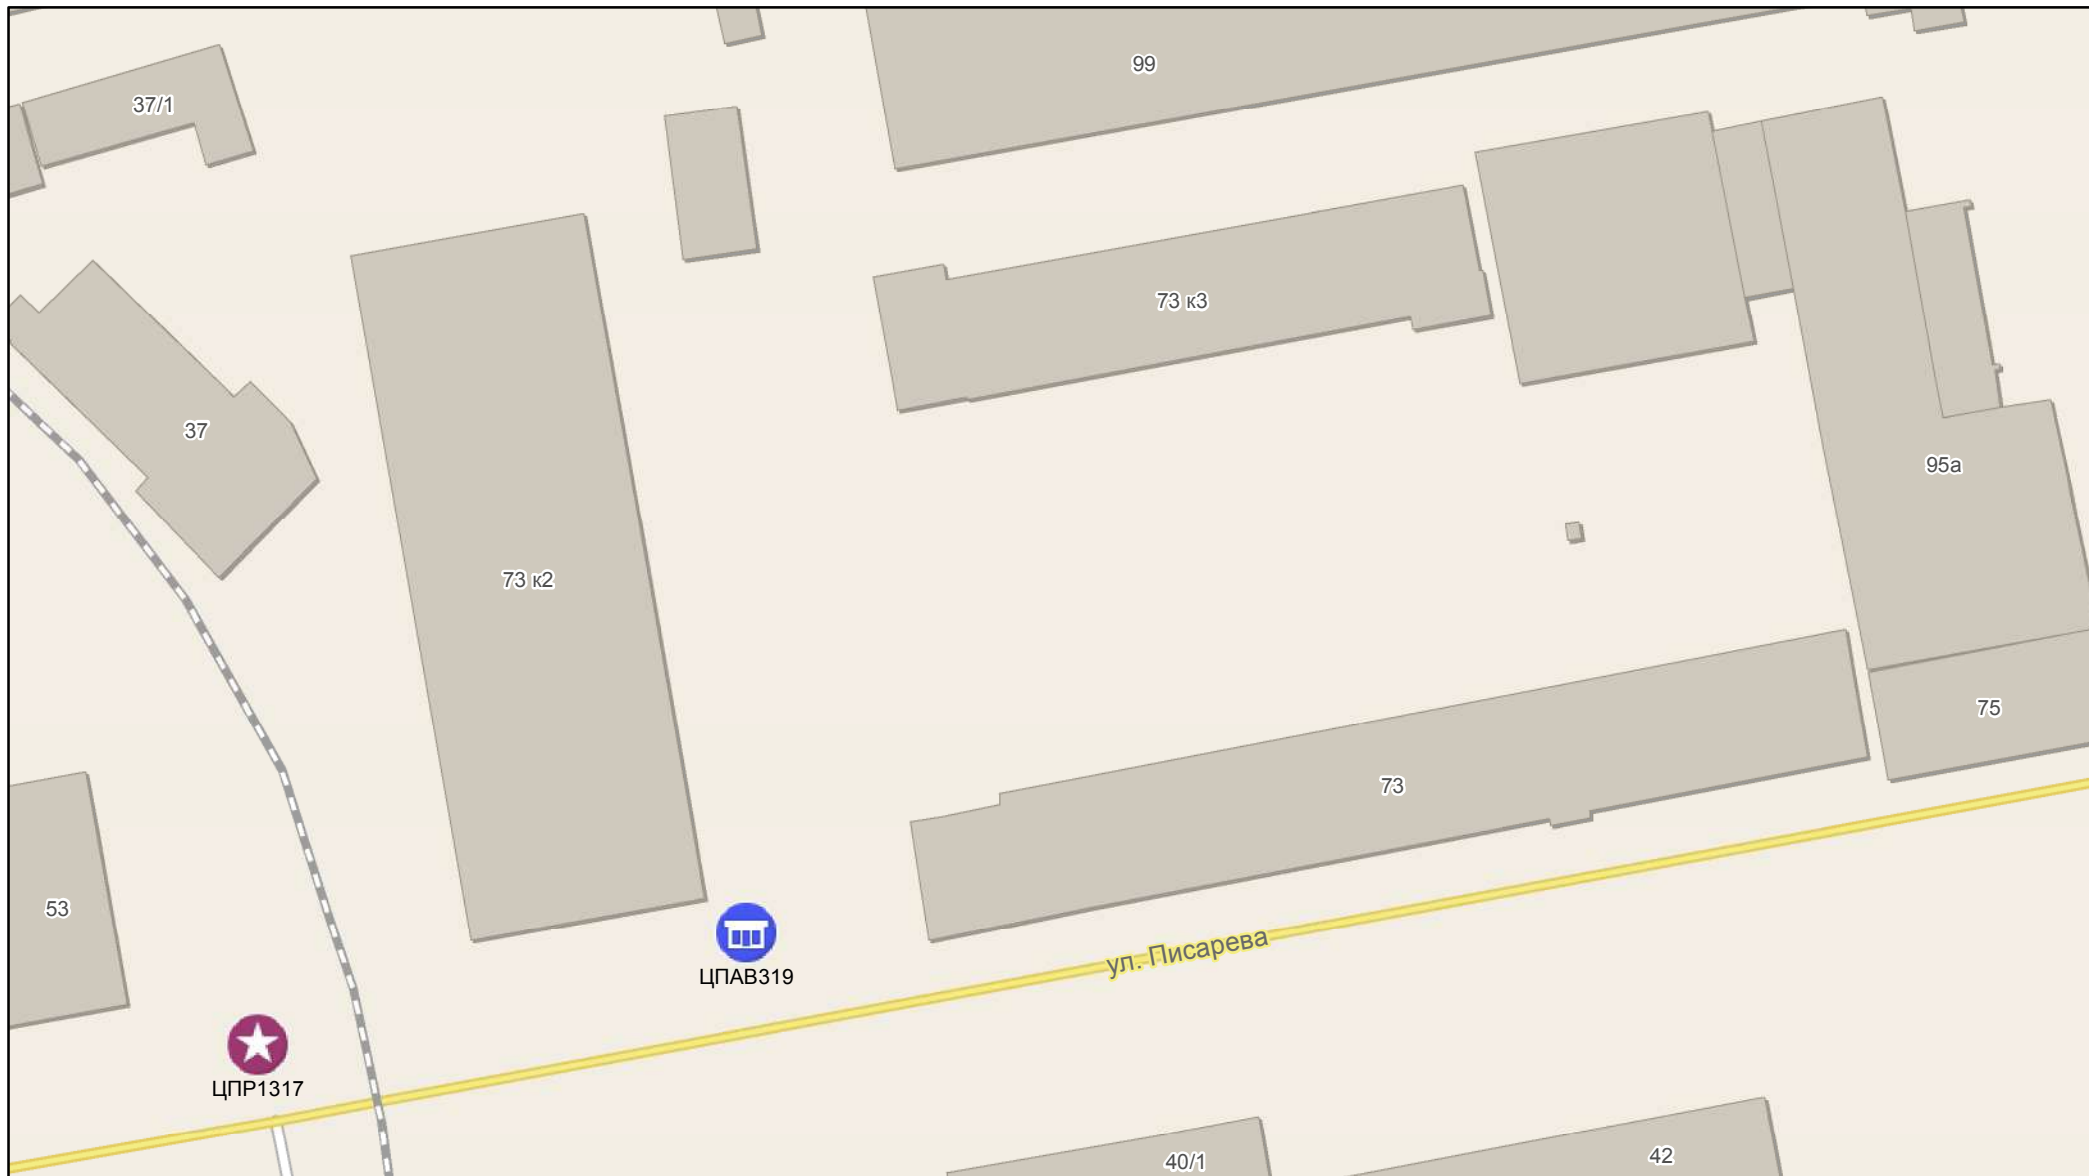 99
37/1
73 к3
37
95а
73 к2
75
73
53
ул. Писарева
ЦПАВ319
ЦПР1317
40/1
42